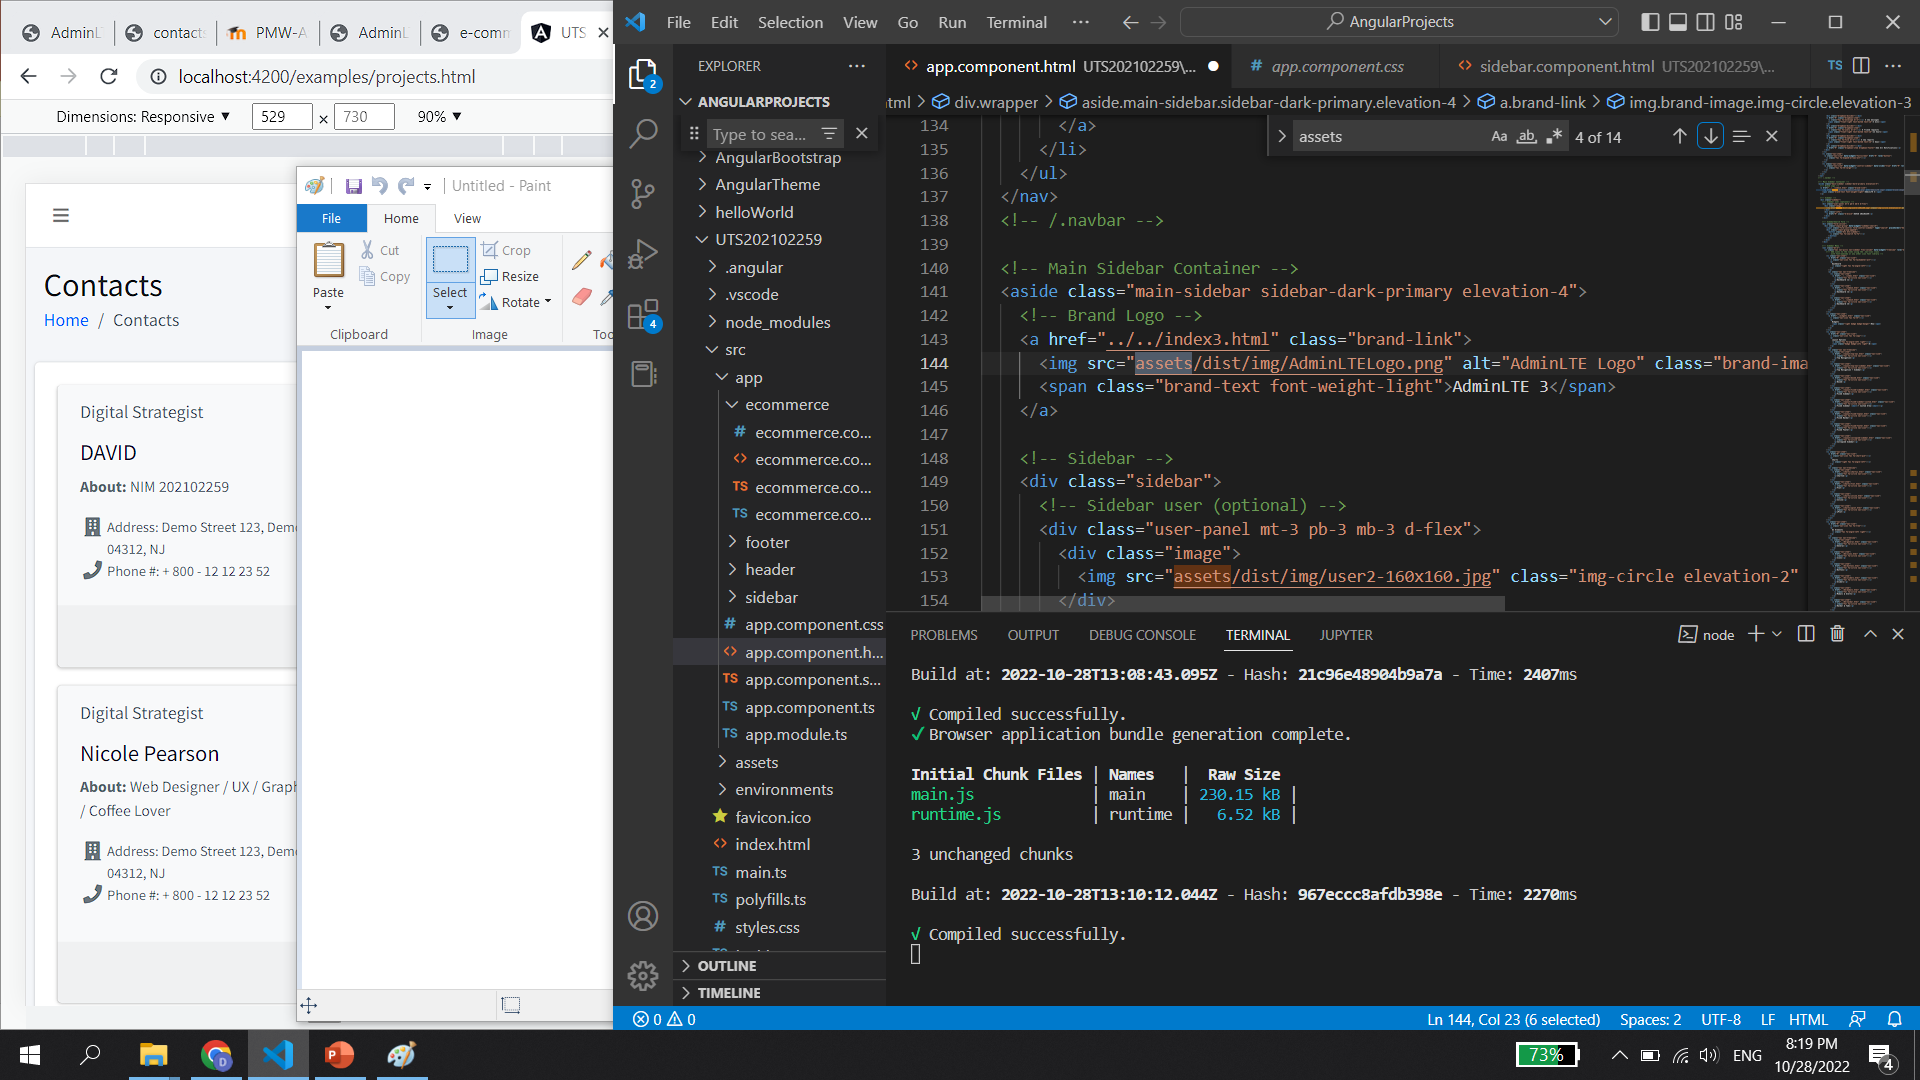 AdminL
contact
PMW-A
AdminL
e-comm
UTS
localhost:4200/examples/projects.html
Dimensions: Responsive ▼ 529 × 730 90% ▼
Contacts
Home / Contacts
Digital Strategist
DAVID
About: NIM 202102259
Address: Demo Street 123, Demo
04312, NJ
Phone #: + 800 - 12 12 23 52
Digital Strategist
Nicole Pearson
About: Web Designer / UX / Graph
/ Coffee Lover
Address: Demo Street 123, Demo
04312, NJ
Phone #: + 800 - 12 12 23 52
Untitled - Paint
File Home View
Paste
Cut
Copy
Clipboard
Select
Crop
Resize
Rotate
Image
Too
File Edit Selection View Go Run Terminal ···
AngularProjects
EXPLORER
ANGULARPROJECTS
Type to sea...
AngularBootstrap
AngularTheme
helloWorld
UTS202102259
.angular
.vscode
node_modules
src
app
ecommerce
# ecommerce.co...
<> ecommerce.co...
TS ecommerce.co...
TS ecommerce.co...
footer
header
sidebar
# app.component.css
<> app.component.h...
TS app.component.s...
TS app.component.ts
TS app.module.ts
assets
environments
favicon.ico
<> index.html
TS main.ts
TS polyfills.ts
# styles.css
OUTLINE
TIMELINE
2
4
<> app.component.html UTS202102259\...
# app.component.css
<> sidebar.component.html UTS202102259\...
TS
html > div.wrapper > aside.main-sidebar.sidebar-dark-primary.elevation-4 > a.brand-link > img.brand-image.img-circle.elevation-3
assets Aa ab .* 4 of 14
134 </a>
135 </li>
136 </ul>
137 </nav>
138 <!-- /.navbar -->
139
140 <!-- Main Sidebar Container -->
141 <aside class="main-sidebar sidebar-dark-primary elevation-4">
142 <!-- Brand Logo -->
143 <a href="../../index3.html" class="brand-link">
144 <img src="assets/dist/img/AdminLTELogo.png" alt="AdminLTE Logo" class="brand-ima
145 <span class="brand-text font-weight-light">AdminLTE 3</span>
146 </a>
147
148 <!-- Sidebar -->
149 <div class="sidebar">
150 <!-- Sidebar user (optional) -->
151 <div class="user-panel mt-3 pb-3 mb-3 d-flex">
152 <div class="image">
153 <img src="assets/dist/img/user2-160x160.jpg" class="img-circle elevation-2"
154 </div>
PROBLEMS OUTPUT DEBUG CONSOLE TERMINAL JUPYTER
node
Build at: 2022-10-28T13:08:43.095Z - Hash: 21c96e48904b9a7a - Time: 2407ms
√ Compiled successfully.
✓ Browser application bundle generation complete.
Initial Chunk Files | Names | Raw Size
main.js | main | 230.15 kB |
runtime.js | runtime | 6.52 kB |
3 unchanged chunks
Build at: 2022-10-28T13:10:12.044Z - Hash: 967eccc8afdb398e - Time: 2270ms
√ Compiled successfully.
0 0
Ln 144, Col 23 (6 selected) Spaces: 2 UTF-8 LF HTML
73%
ENG
8:19 PM
10/28/2022
4